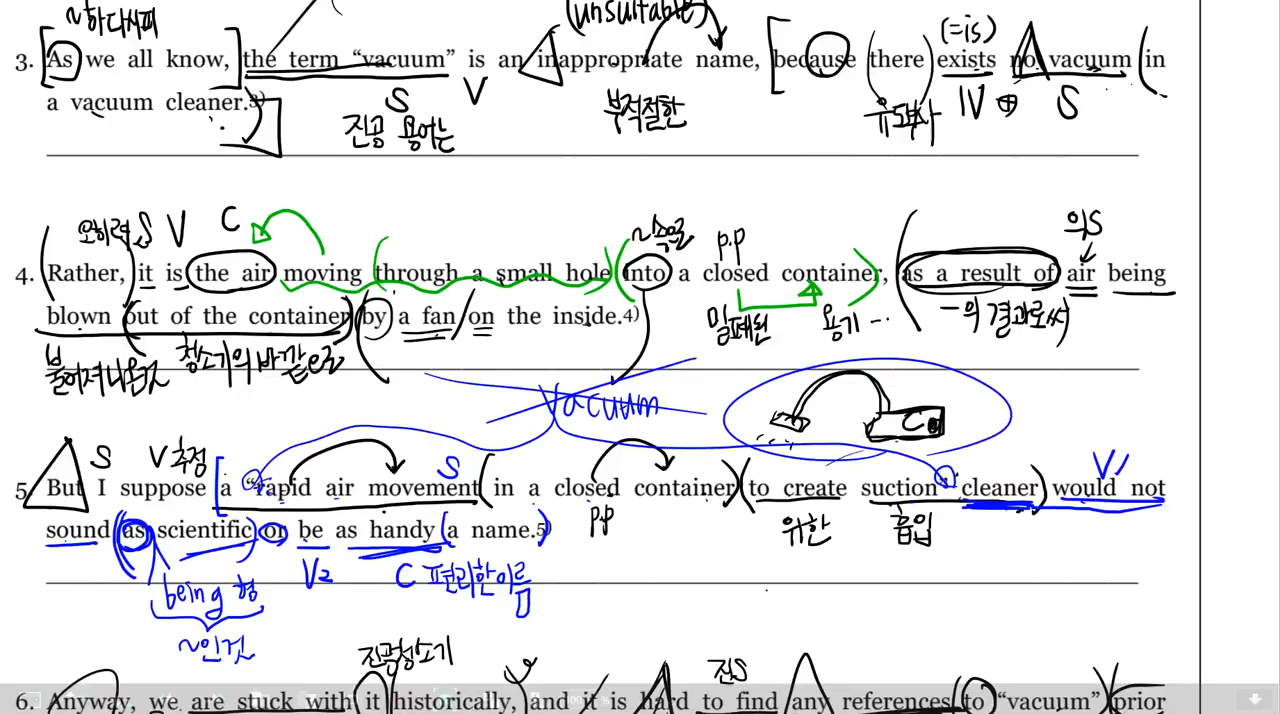 ~하다시피
(unsuitable)
(=is)
3. As we all know, the term “vacuum” is an inappropriate name, because there exists no vacuum in
a vacuum cleaner.3)
S
V
진공 용어는
부적절한
유도부사
1V
S
오히려
S
V
C
~속으로
p.p
의S
4. Rather, it is the air moving through a small hole into a closed container, as a result of air being
blown out of the container by a fan / on the inside.4)
불어져나온것
청소기의 바깥으로
밀폐된
용기
~의 결과로써
Vacuum
C
S
V 추정
S
V1
5. But I suppose a “rapid air movement in a closed container to create suction” cleaner would not
sound as scientific or be as handy a name.5)
p.p
위한
흡입
being 형
~인것
V2
C 편리한이름
진공청소기
진S
6. Anyway, we are stuck with it historically, and it is hard to find any references to “vacuum” prior